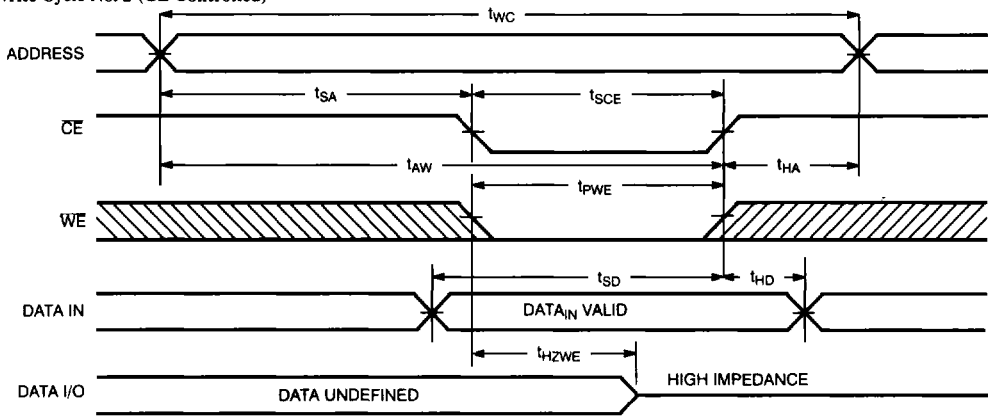 Write Cycle No. 2 (CE Controlled)
tWC
ADDRESS
tSA
tSCE
CE
tAW
tHA
tPWE
WE
tSD
tHD
DATA IN
DATAIN VALID
tHZWE
HIGH IMPEDANCE
DATA I/O
DATA UNDEFINED